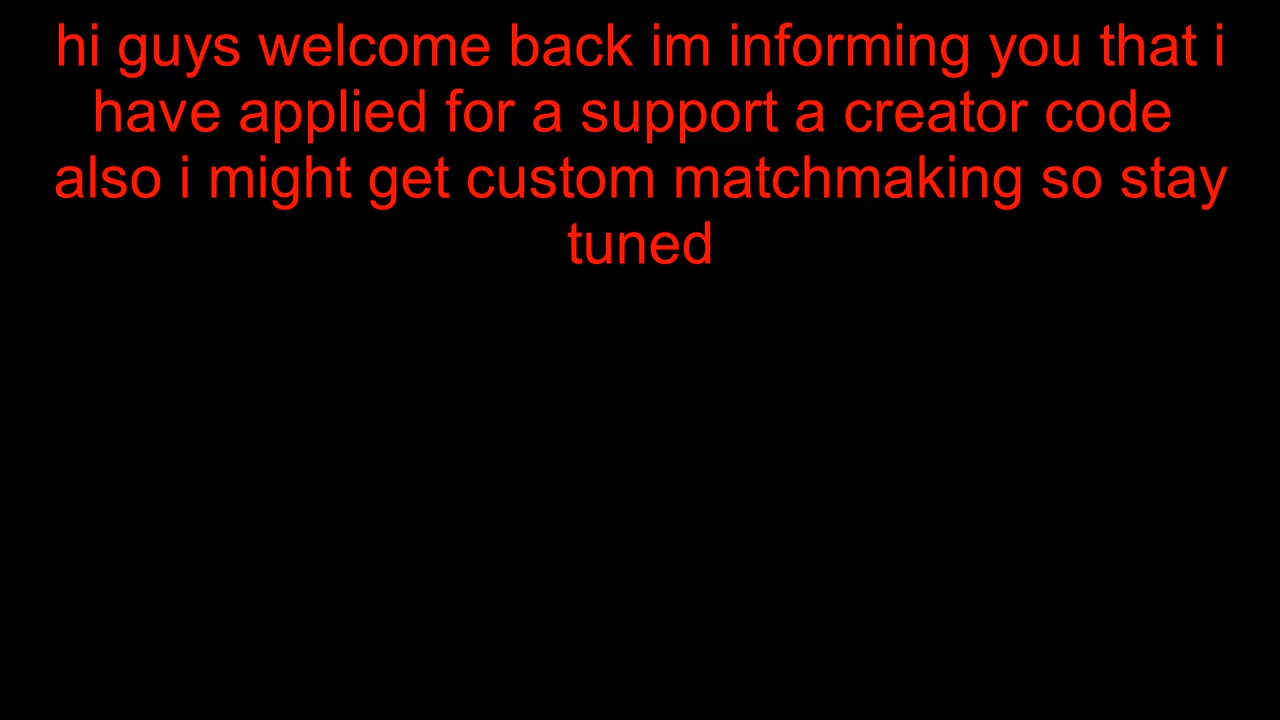 hi guys welcome back im informing you that i
have applied for a support a creator code
also i might get custom matchmaking so stay
tuned